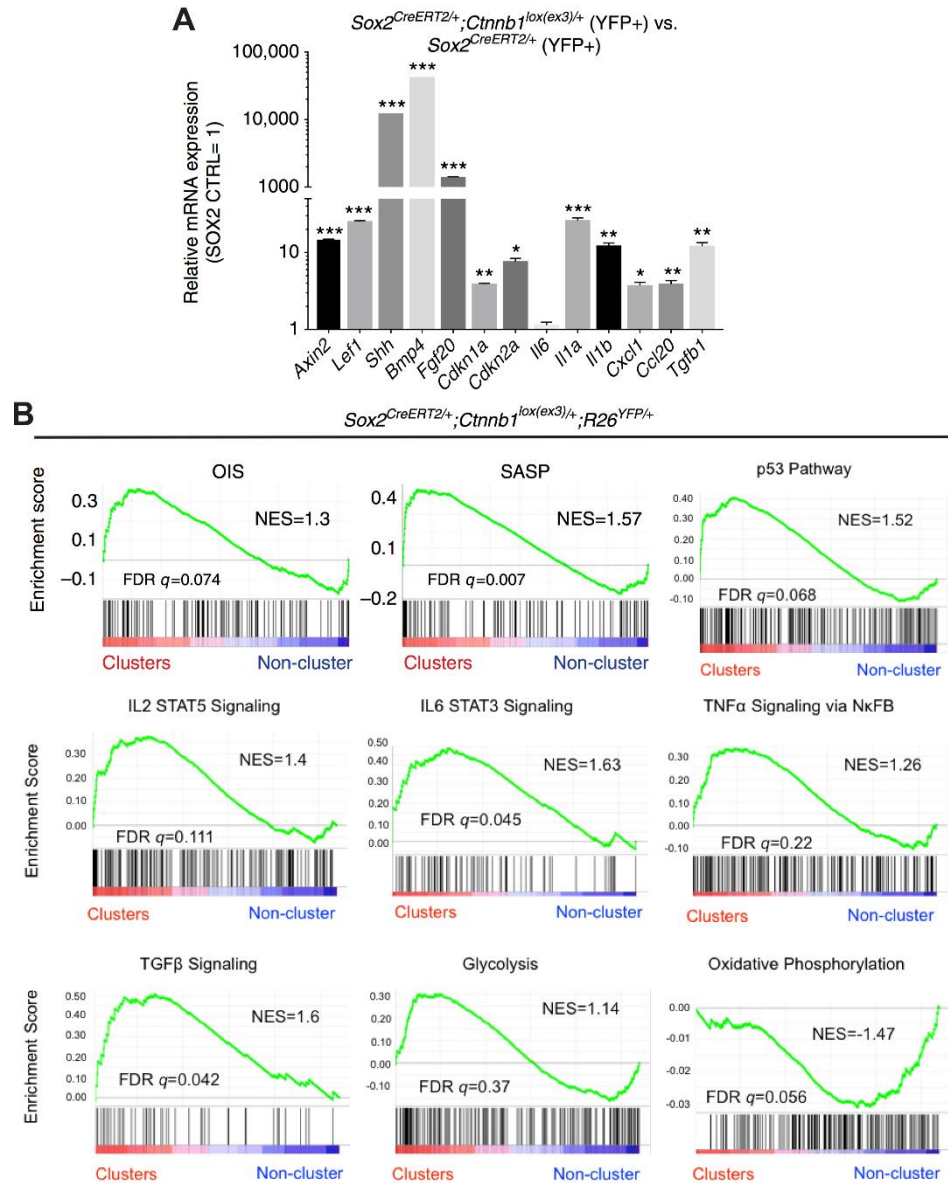 A
Sox2CreERT2/+;Ctnnb1lox(ex3)/+ (YFP+) vs.
Sox2CreERT2/+ (YFP+)
Relative mRNA expression
(SOX2 CTRL= 1)
100,000
10,000
1000
10
1
***
***
***
***
***
**
*
***
**
*
**
**
Axin2
Lef1
Shh
Bmp4
Fgf20
Cdkn1a
Cdkn2a
Il6
Il1a
Il1b
Cxcl1
Ccl20
Tgfb1
B
Sox2CreERT2/+;Ctnnb1lox(ex3)/+;R26YFP/+
OIS
Enrichment score
0.3
0.1
–0.1
NES=1.3
FDR q=0.074
Clusters
Non-cluster
SASP
0.4
0.1
–0.2
NES=1.57
FDR q=0.007
Clusters
Non-cluster
p53 Pathway
0.40
0.30
0.20
0.10
0.00
-0.10
NES=1.52
FDR q=0.068
Clusters
Non-cluster
IL2 STAT5 Signaling
Enrichment Score
0.30
0.20
0.10
0.00
NES=1.4
FDR q=0.111
Clusters
Non-cluster
IL6 STAT3 Signaling
0.50
0.40
0.30
0.20
0.10
0.00
NES=1.63
FDR q=0.045
Clusters
Non-cluster
TNFα Signaling via NκFB
0.30
0.20
0.10
0.00
-0.10
NES=1.26
FDR q=0.22
Clusters
Non-cluster
TGFβ Signaling
Enrichment Score
0.50
0.40
0.30
0.20
0.10
0.00
NES=1.6
FDR q=0.042
Clusters
Non-cluster
Glycolysis
0.30
0.20
0.10
0.00
-0.10
NES=1.14
FDR q=0.37
Clusters
Non-cluster
Oxidative Phosphorylation
0.00
-0.01
-0.02
-0.03
NES=-1.47
FDR q=0.056
Clusters
Non-cluster